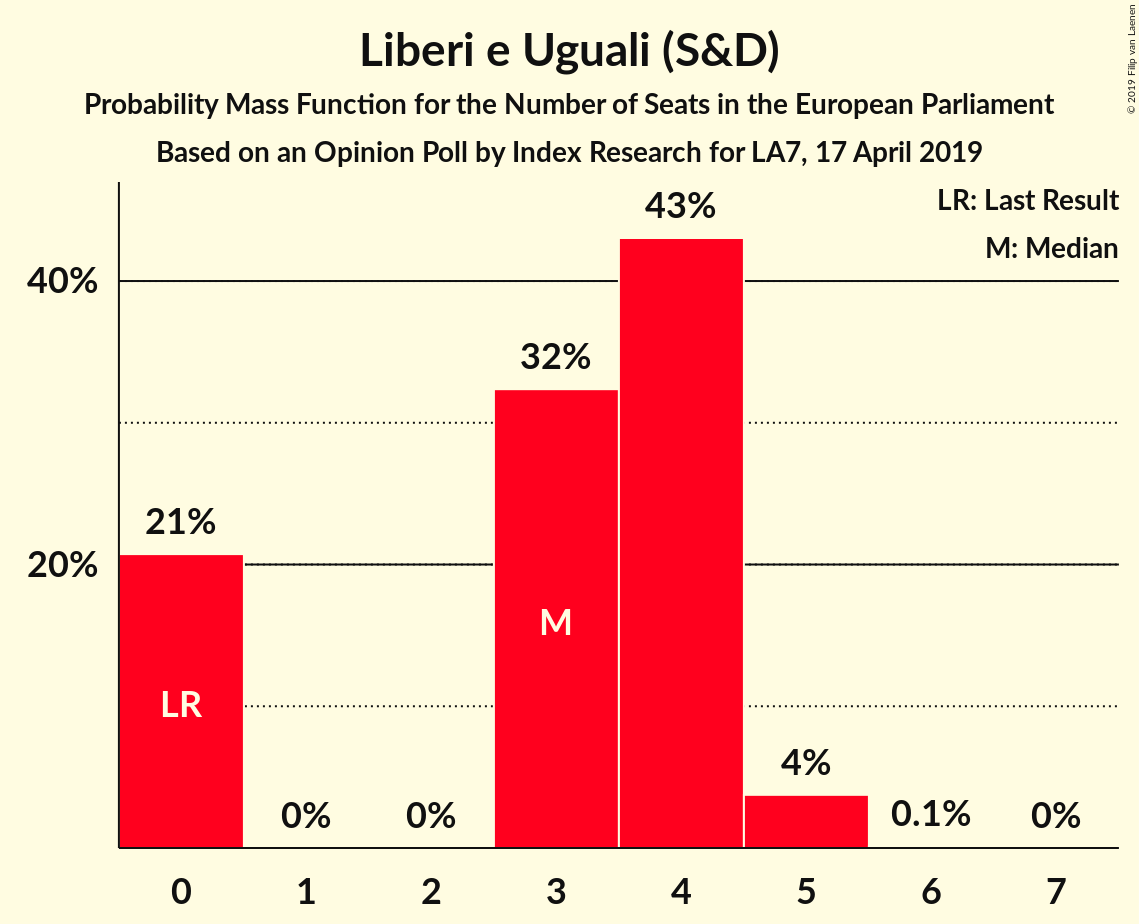 Liberi e Uguali (S&D)
Probability Mass Function for the Number of Seats in the European Parliament
Based on an Opinion Poll by Index Research for LA7, 17 April 2019
© 2019 Filip van Laenen
LR: Last Result
M: Median
43%
40%
32%
21%
20%
M
LR
4%
0%
0%
0.1%
0%
0 1 2 3 4 5 6 7